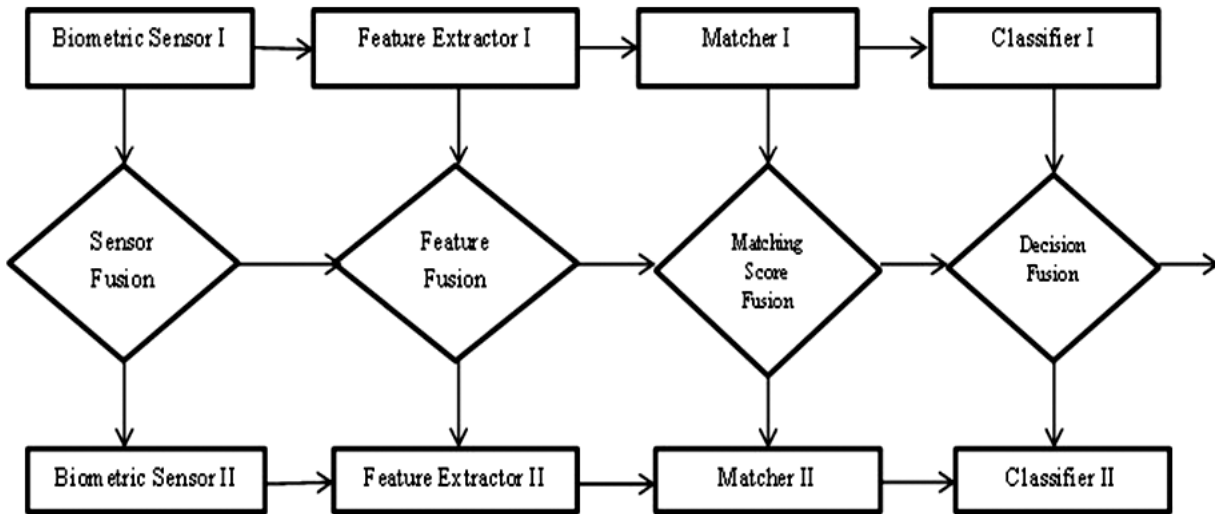 Biometric Sensor I
Feature Extractor I
Matcher I
Classifier I
Sensor
Fusion
Feature
Fusion
Matching
Score
Fusion
Decision
Fusion
Biometric Sensor II
Feature Extractor II
Matcher II
Classifier II